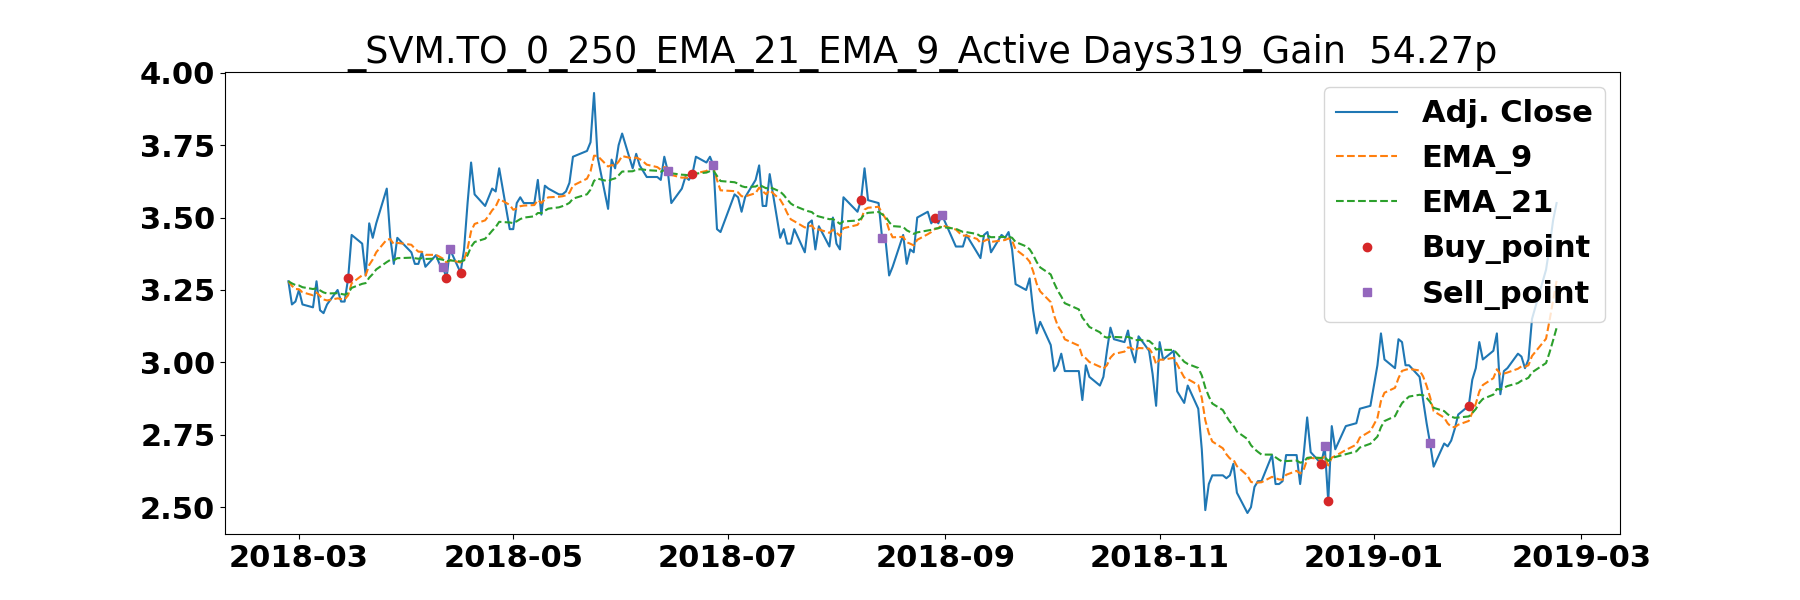 _SVM.TO_0_250_EMA_21_EMA_9_Active Days319_Gain  54.27p
4.00
3.75
3.50
3.25
3.00
2.75
2.50
Adj. Close
EMA_9
EMA_21
Buy_point
Sell_point
2018-03 2018-05 2018-07 2018-09 2018-11 2019-01 2019-03